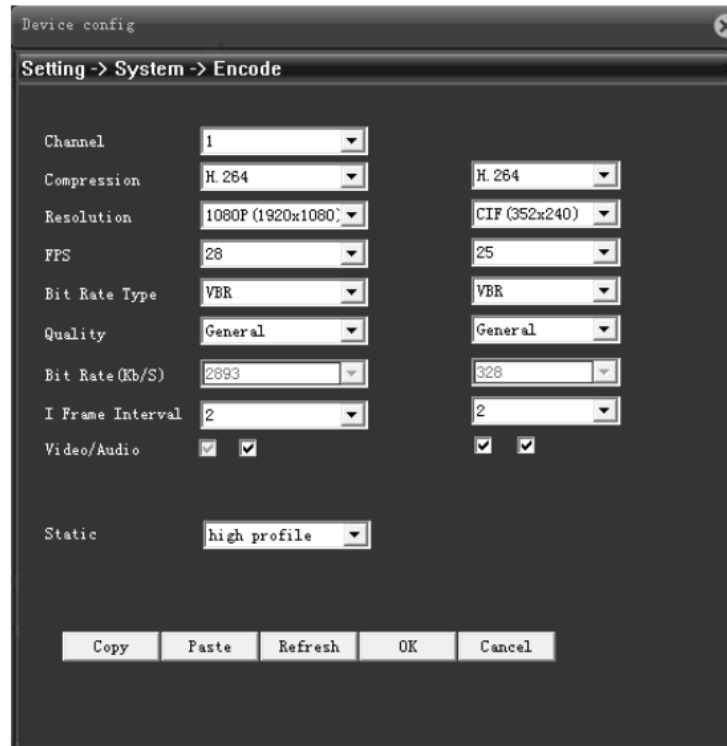 Device config
Setting -> System -> Encode
Channel 1
Compression H.264 H.264
Resolution 1080P(1920x1080) CIF(352x240)
FPS 28 25
Bit Rate Type VBR VBR
Quality General General
Bit Rate(Kb/S) 2893 328
I Frame Interval 2 2
Video/Audio
Static high profile
Copy Paste Refresh OK Cancel